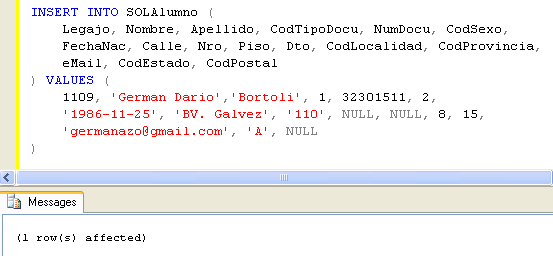 INSERT INTO SOLAlumno (
Legajo, Nombre, Apellido, CodTipoDocu, NumDocu, CodSexo,
FechaNac, Calle, Nro, Piso, Dto, CodLocalidad, CodProvincia,
eMail, CodEstado, CodPostal
) VALUES (
1109, 'German Dario','Bortoli', 1, 32301511, 2,
'1986-11-25', 'BV. Galvez', '110', NULL, NULL, 8, 15,
'germanazo@gmail.com', 'A', NULL
)
Messages
(1 row(s) affected)